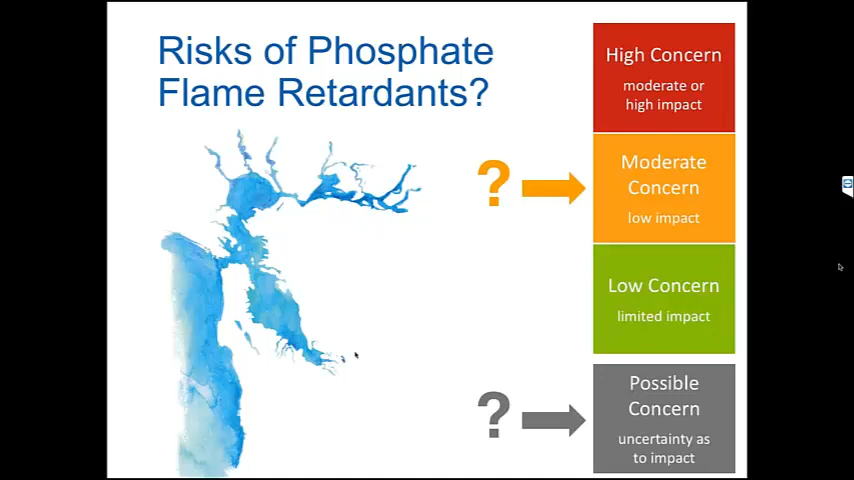 Risks of Phosphate
Flame Retardants?
High Concern
moderate or
high impact
?
Moderate
Concern
low impact
Low Concern
limited impact
?
Possible
Concern
uncertainty as
to impact